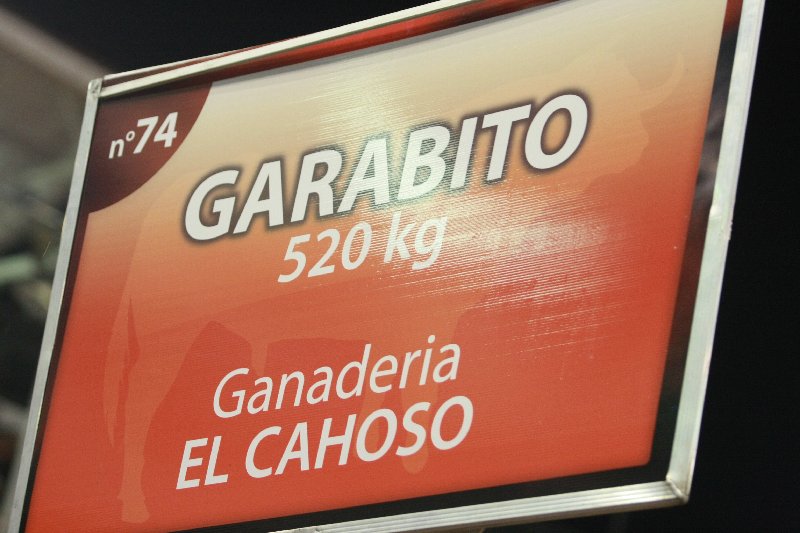 nº74
GARABITO
520 kg
Ganaderia
EL CAHOSO